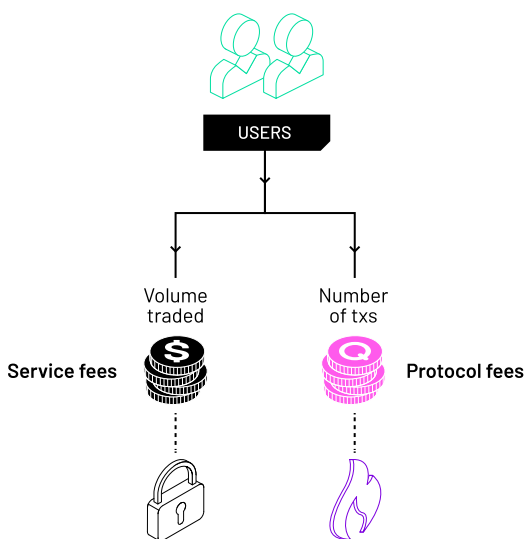 USERS
Volume
traded
Number
of txs
$
Q
Service fees
Protocol fees